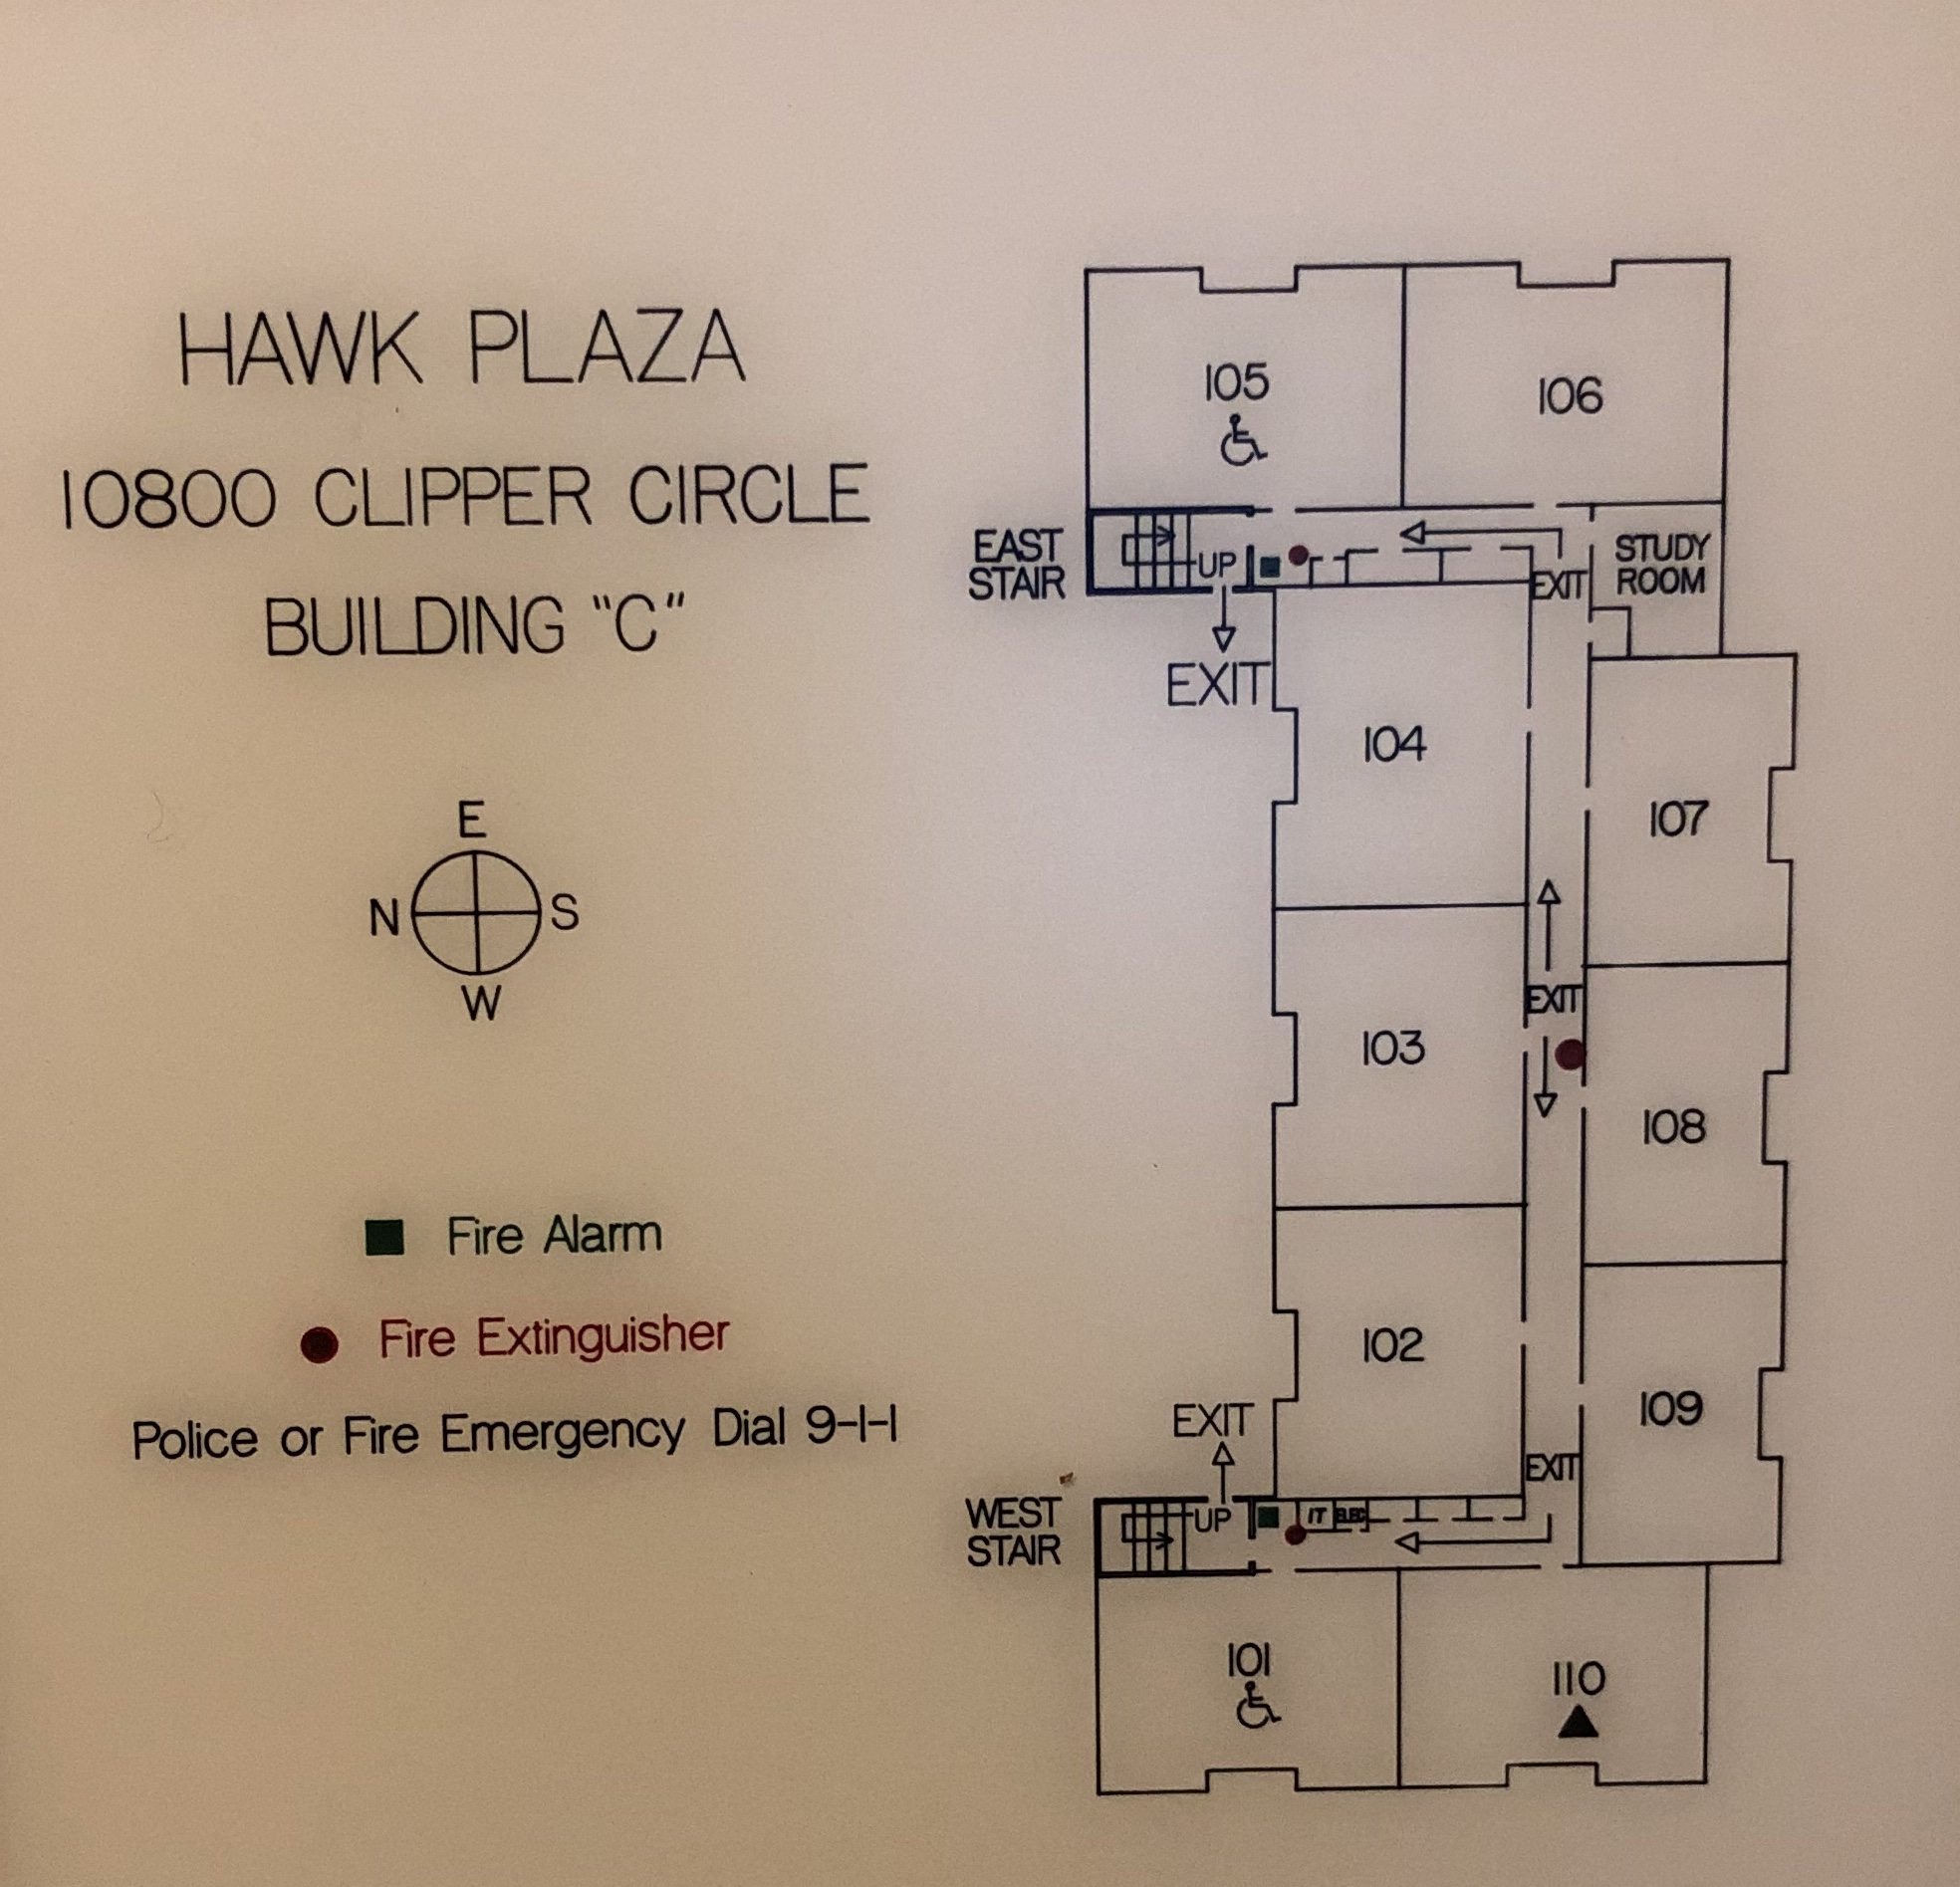 HAWK PLAZA
10800 CLIPPER CIRCLE
BUILDING "C"
E
N S
W
Fire Alarm
Fire Extinguisher
Police or Fire Emergency Dial 9-1-1
105
106
EAST
STAIR
UP
EXIT
STUDY
ROOM
EXIT
104
107
EXIT
103
108
102
109
EXIT
EXIT
WEST
STAIR
UP
IT
ELEC
101
110